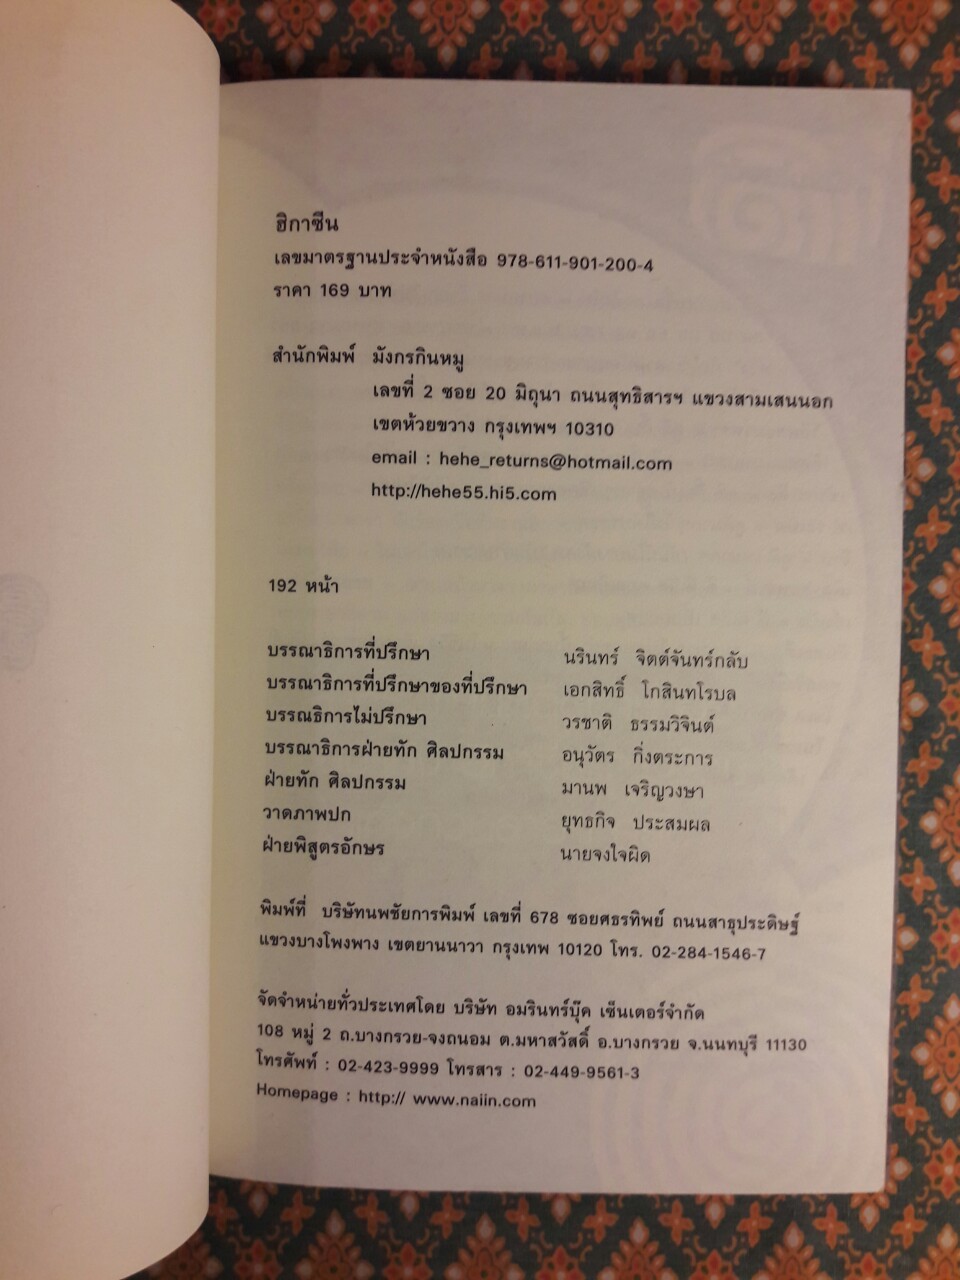 ฮิกาซีน
เลขมาตรฐานประจำหนังสือ 978-611-901-200-4
ราคา 169 บาท
สำนักพิมพ์ มังกรกินหมู
เลขที่ 2 ซอย 20 มิถุนา ถนนสุทธิสารฯ แขวงสามเสนนอก
เขตห้วยขวาง กรุงเทพฯ 10310
email : hehe_returns@hotmail.com
http://hehe55.hi5.com
192 หน้า
บรรณาธิการที่ปรึกษา นรินทร์ จิตต์จันทร์กลับ
บรรณาธิการที่ปรึกษาของที่ปรึกษา เอกสิทธิ์ โกสินทโรบล
บรรณธิการไม่ปรึกษา วรชาติ ธรรมวิจินต์
บรรณาธิการฝ่ายทัก ศิลปกรรม อนุวัตร กิ่งตระการ
ฝ่ายทัก ศิลปกรรม มานพ เจริญวงษา
วาดภาพปก ยุทธกิจ ประสมผล
ฝ่ายพิสูตรอักษร นายจงใจผิด
พิมพ์ที่ บริษัทนพชัยการพิมพ์ เลขที่ 678 ซอยศธรทิพย์ ถนนสาธุประดิษฐ์
แขวงบางโพงพาง เขตยานนาวา กรุงเทพ 10120 โทร. 02-284-1546-7
จัดจำหน่ายทั่วประเทศโดย บริษัท อมรินทร์บุ๊ค เซ็นเตอร์จำกัด
108 หมู่ 2 ถ.บางกรวย-จงถนอม ต.มหาสวัสดิ์ อ.บางกรวย จ.นนทบุรี 11130
โทรศัพท์ : 02-423-9999 โทรสาร : 02-449-9561-3
Homepage : http:// www.naiin.com